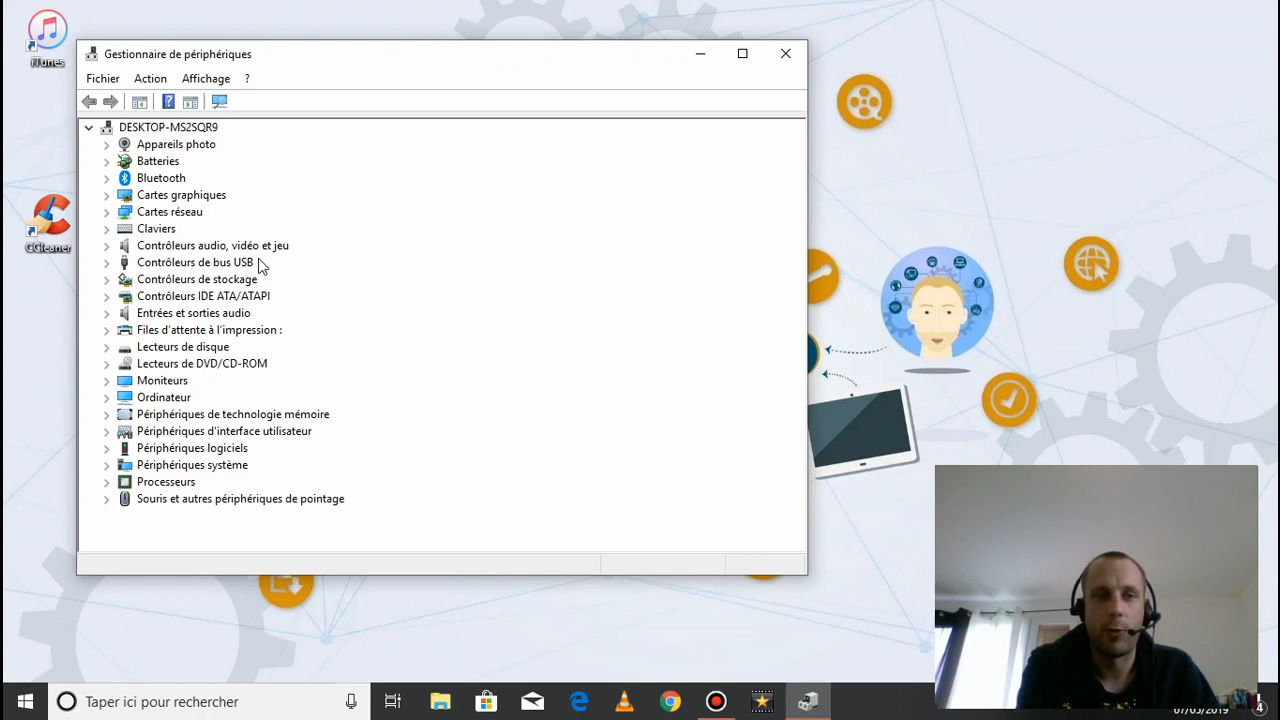 iTunes
CCleaner
Gestionnaire de périphériques
Fichier Action Affichage ?
DESKTOP-MS2SQR9
Appareils photo
Batteries
Bluetooth
Cartes graphiques
Cartes réseau
Claviers
Contrôleurs audio, vidéo et jeu
Contrôleurs de bus USB
Contrôleurs de stockage
Contrôleurs IDE ATA/ATAPI
Entrées et sorties audio
Files d'attente à l'impression :
Lecteurs de disque
Lecteurs de DVD/CD-ROM
Moniteurs
Ordinateur
Périphériques de technologie mémoire
Périphériques d'interface utilisateur
Périphériques logiciels
Périphériques système
Processeurs
Souris et autres périphériques de pointage
Taper ici pour rechercher
4